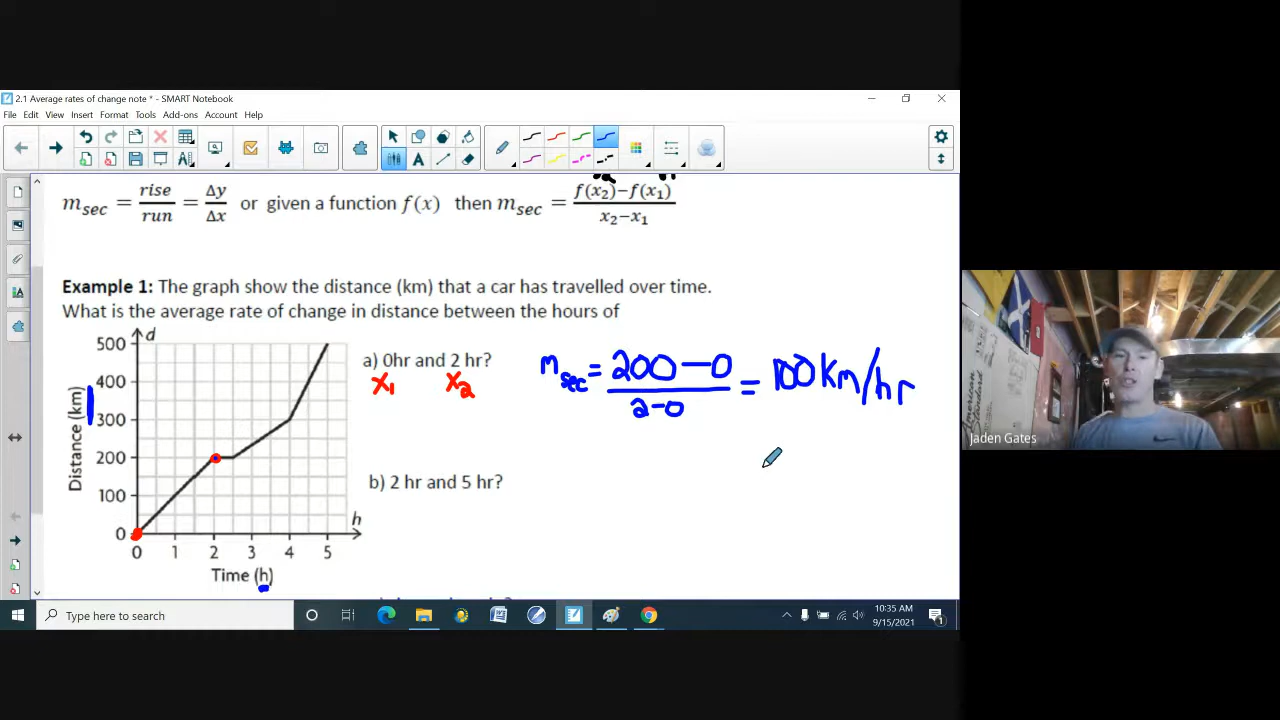 2.1 Average rates of change note * - SMART Notebook
File Edit View Insert Format Tools Add-ons Account Help
m_sec = rise/run = Δy/Δx or given a function f(x) then m_sec = f(x₂)−f(x₁)/x₂−x₁
Example 1: The graph show the distance (km) that a car has travelled over time.
What is the average rate of change in distance between the hours of
d
500
400
300
200
100
0
Distance (km)
0 1 2 3 4 5
h
Time (h)
a) 0hr and 2 hr?
x₁ x₂
m_sec = 200 − 0/2 − 0 = 100 km/hr
b) 2 hr and 5 hr?
American Standard
Jaden Gates
Type here to search
10:35 AM
9/15/2021
1